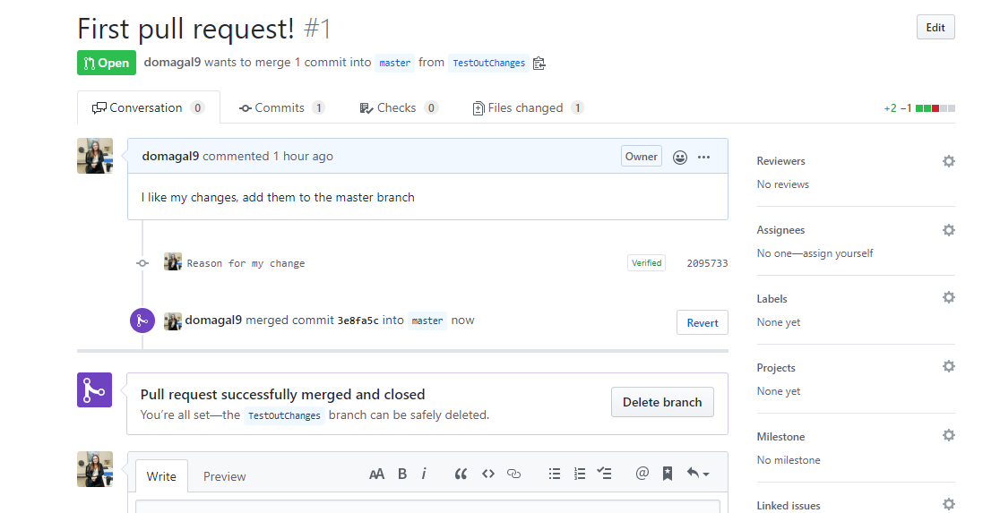 First pull request! #1
Edit
Open domagal9 wants to merge 1 commit into master from TestOutChanges
Conversation 0 Commits 1 Checks 0 Files changed 1 +2 −1
domagal9 commented 1 hour ago Owner
I like my changes, add them to the master branch
Reason for my change Verified 2095733
domagal9 merged commit 3e8fa5c into master now Revert
Pull request successfully merged and closed
You’re all set—the TestOutChanges branch can be safely deleted.
Delete branch
Write Preview AA B i
Reviewers
No reviews
Assignees
No one—assign yourself
Labels
None yet
Projects
None yet
Milestone
No milestone
Linked issues